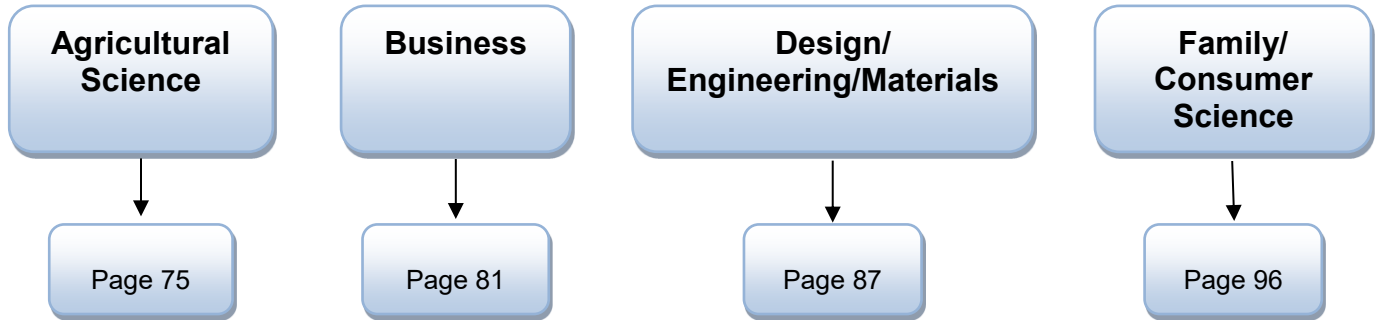 Agricultural
Science
Business
Design/
Engineering/Materials
Family/
Consumer
Science
Page 75
Page 81
Page 87
Page 96